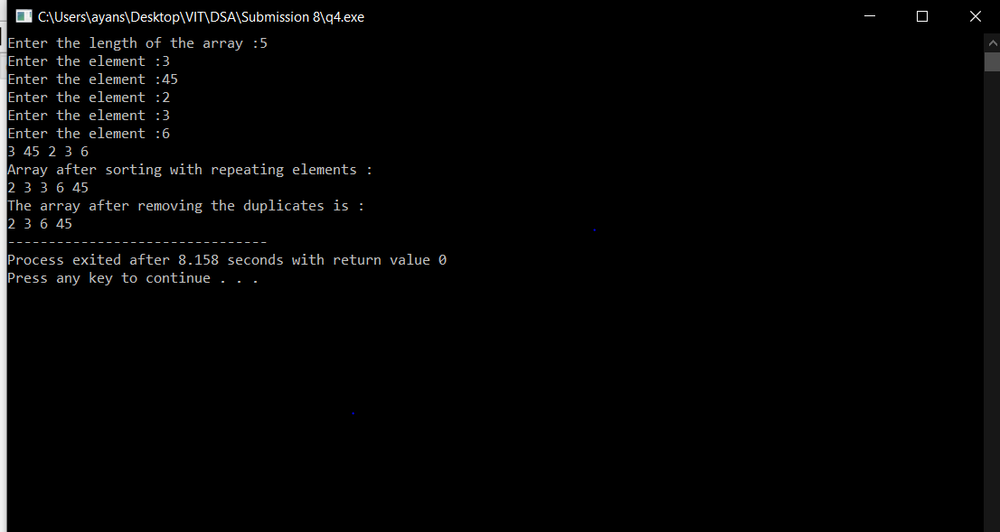 C:\Users\ayans\Desktop\VIT\DSA\Submission 8\q4.exe
Enter the length of the array :5
Enter the element :3
Enter the element :45
Enter the element :2
Enter the element :3
Enter the element :6
3 45 2 3 6
Array after sorting with repeating elements :
2 3 3 6 45
The array after removing the duplicates is :
2 3 6 45
--------------------------------
Process exited after 8.158 seconds with return value 0
Press any key to continue . . .